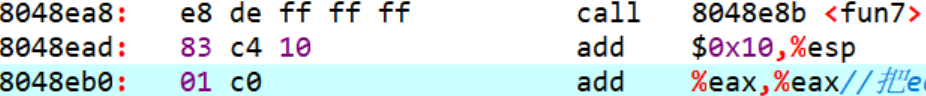 8048ea8: e8 de ff ff ff call 8048e8b <fun7>
8048ead: 83 c4 10 add $0x10,%esp
8048eb0: 01 c0 add %eax,%eax//把e